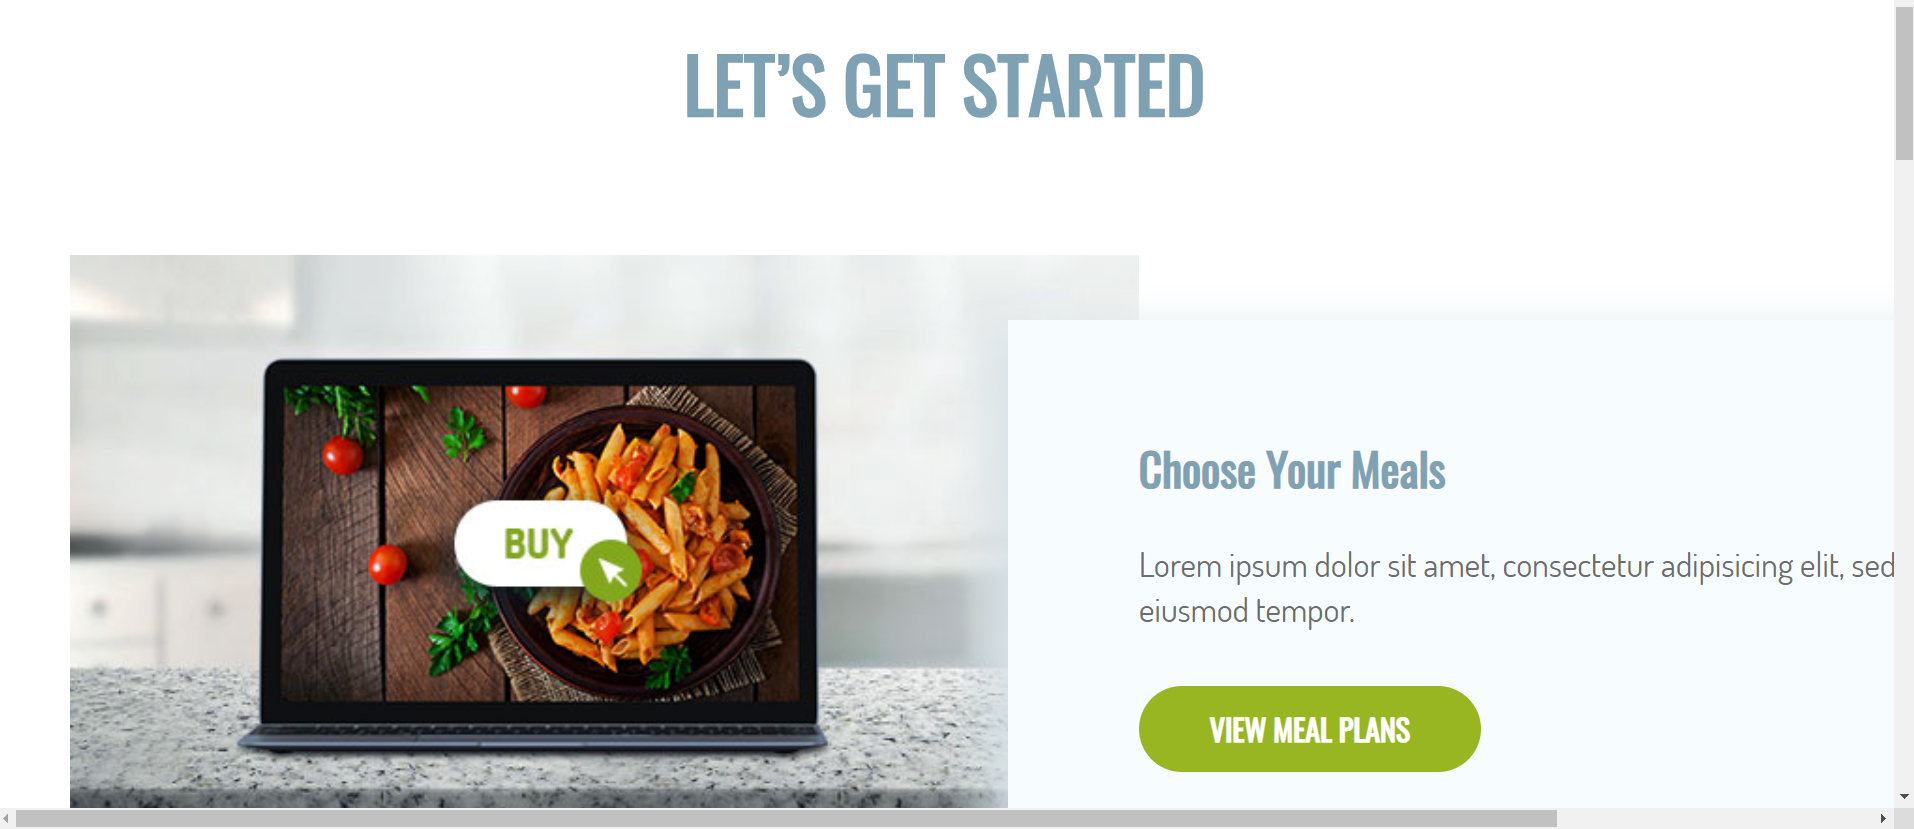 LET’S GET STARTED
BUY
Choose Your Meals
Lorem ipsum dolor sit amet, consectetur adipisicing elit, sed
eiusmod tempor.
VIEW MEAL PLANS